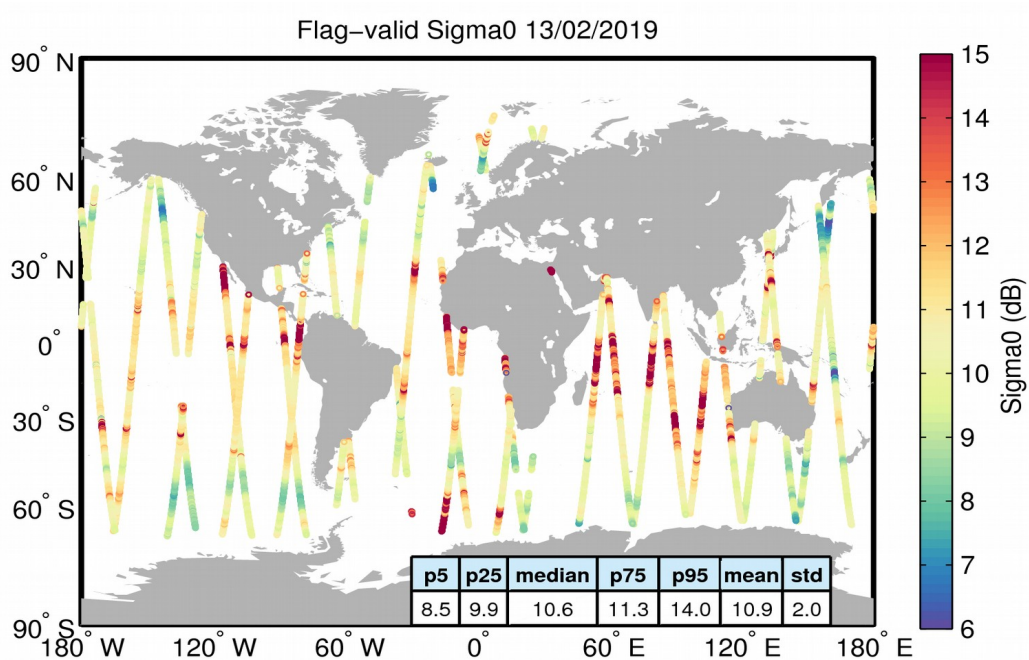 Flag−valid Sigma0 13/02/2019
90° N
60° N
30° N
0°
30° S
60° S
90° S
180° W
120° W
60° W
0°
60° E
120° E
180° E
p5 p25 median p75 p95 mean std
8.5 9.9 10.6 11.3 14.0 10.9 2.0
15
14
13
12
11
10
9
8
7
6
Sigma0 (dB)